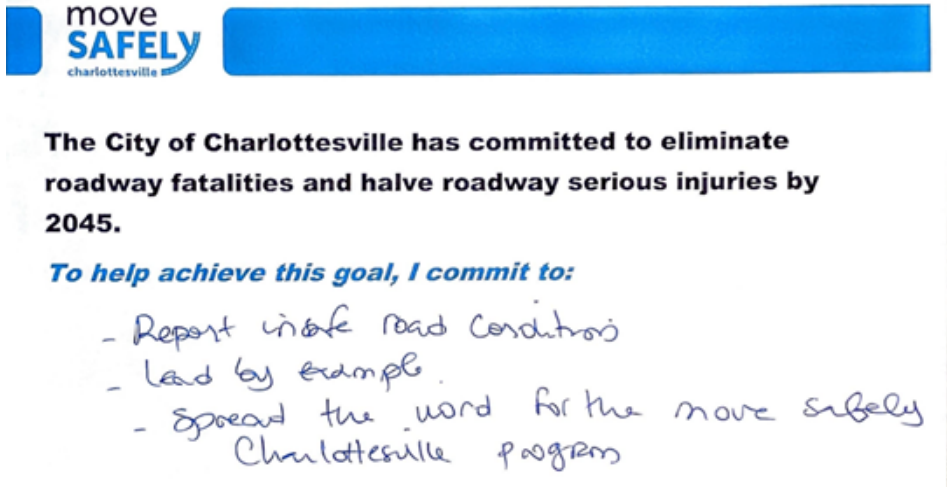 move
SAFELY
charlottesville
The City of Charlottesville has committed to eliminate
roadway fatalities and halve roadway serious injuries by
2045.
To help achieve this goal, I commit to:
- Report unsafe road conditions
- lead by example.
- Spread the word for the move safely
Charlottesville program